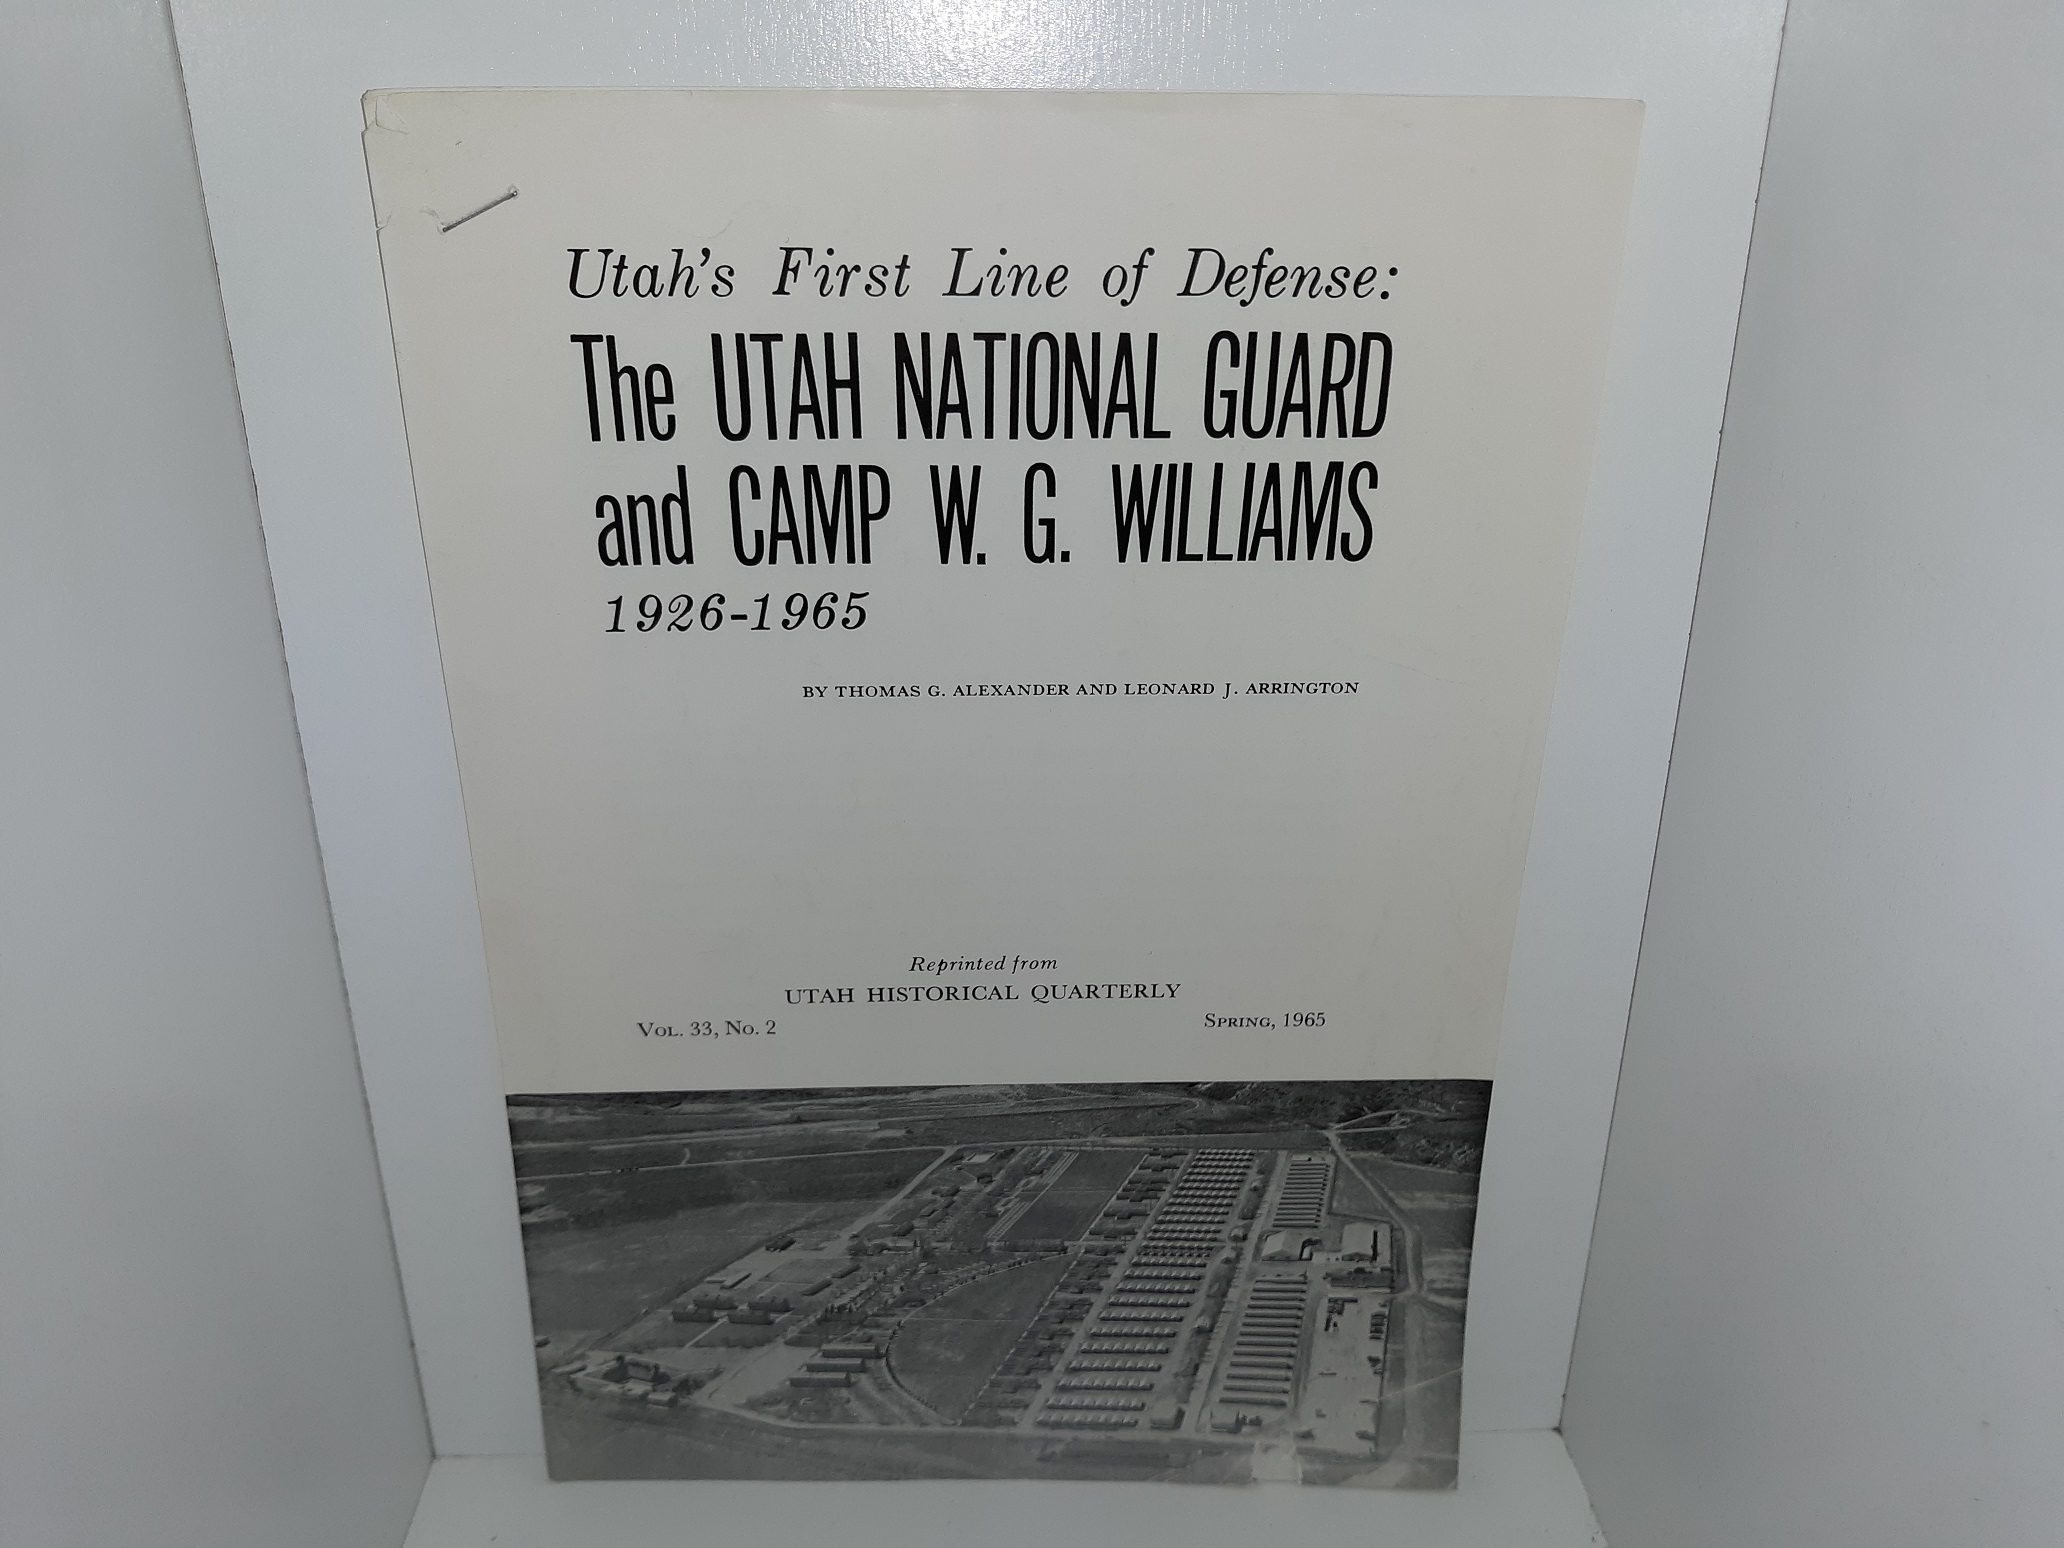 Utah's First Line of Defense:
The UTAH NATIONAL GUARD
and CAMP W. G. WILLIAMS
1926-1965
BY THOMAS G. ALEXANDER AND LEONARD J. ARRINGTON
Reprinted from
UTAH HISTORICAL QUARTERLY
VOL. 33, NO. 2 SPRING, 1965